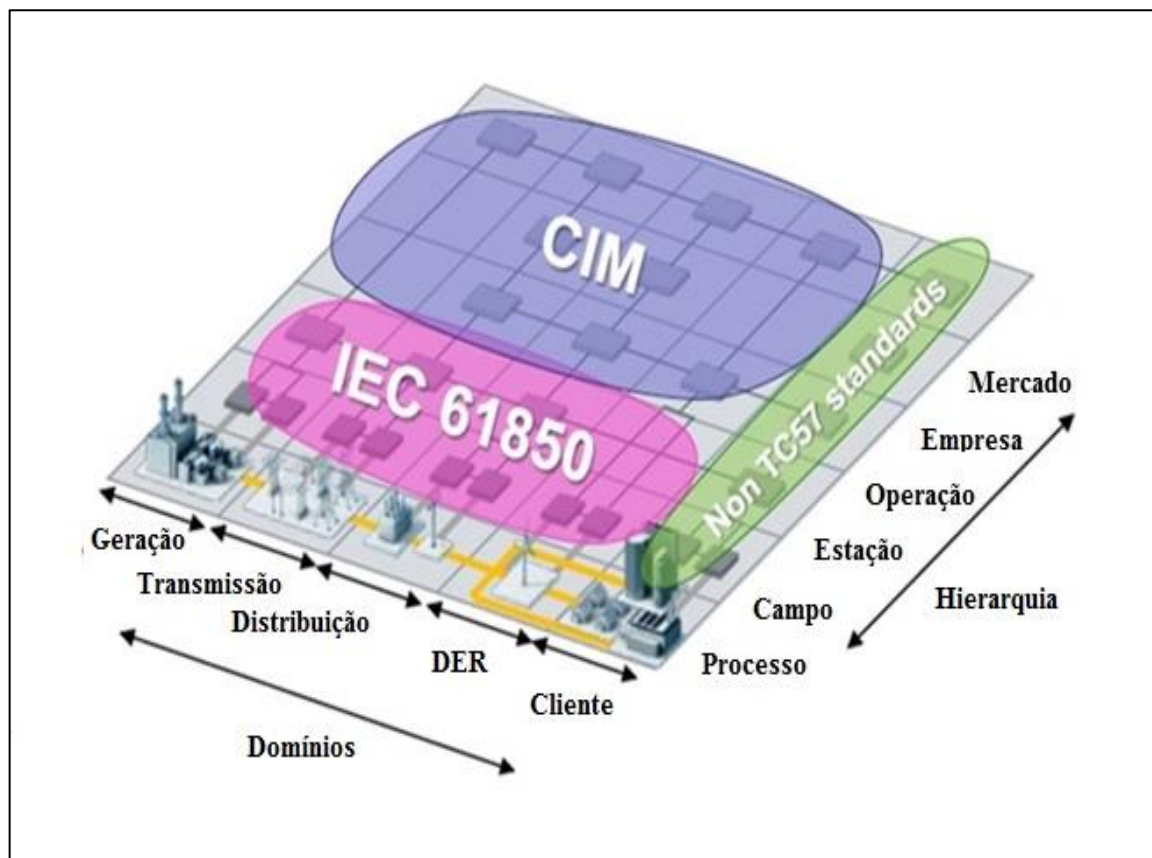 CIM
IEC 61850
Non TC57 standards
Mercado
Empresa
Operação
Estação
Campo
Processo
Hierarquia
Geração
Transmissão
Distribuição
DER
Cliente
Domínios